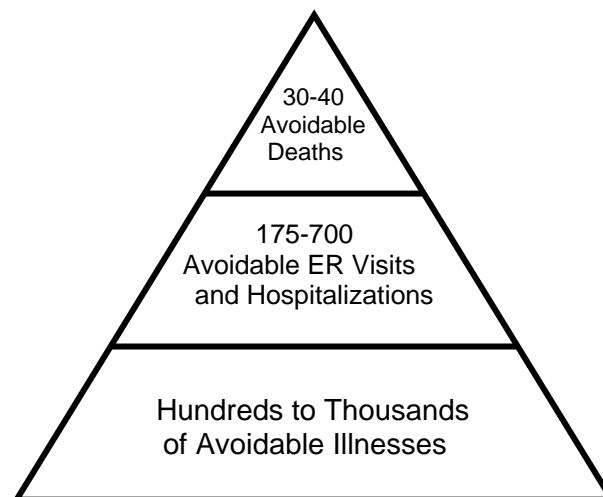 30-40
Avoidable
Deaths
175-700
Avoidable ER Visits
and Hospitalizations
Hundreds to Thousands
of Avoidable Illnesses